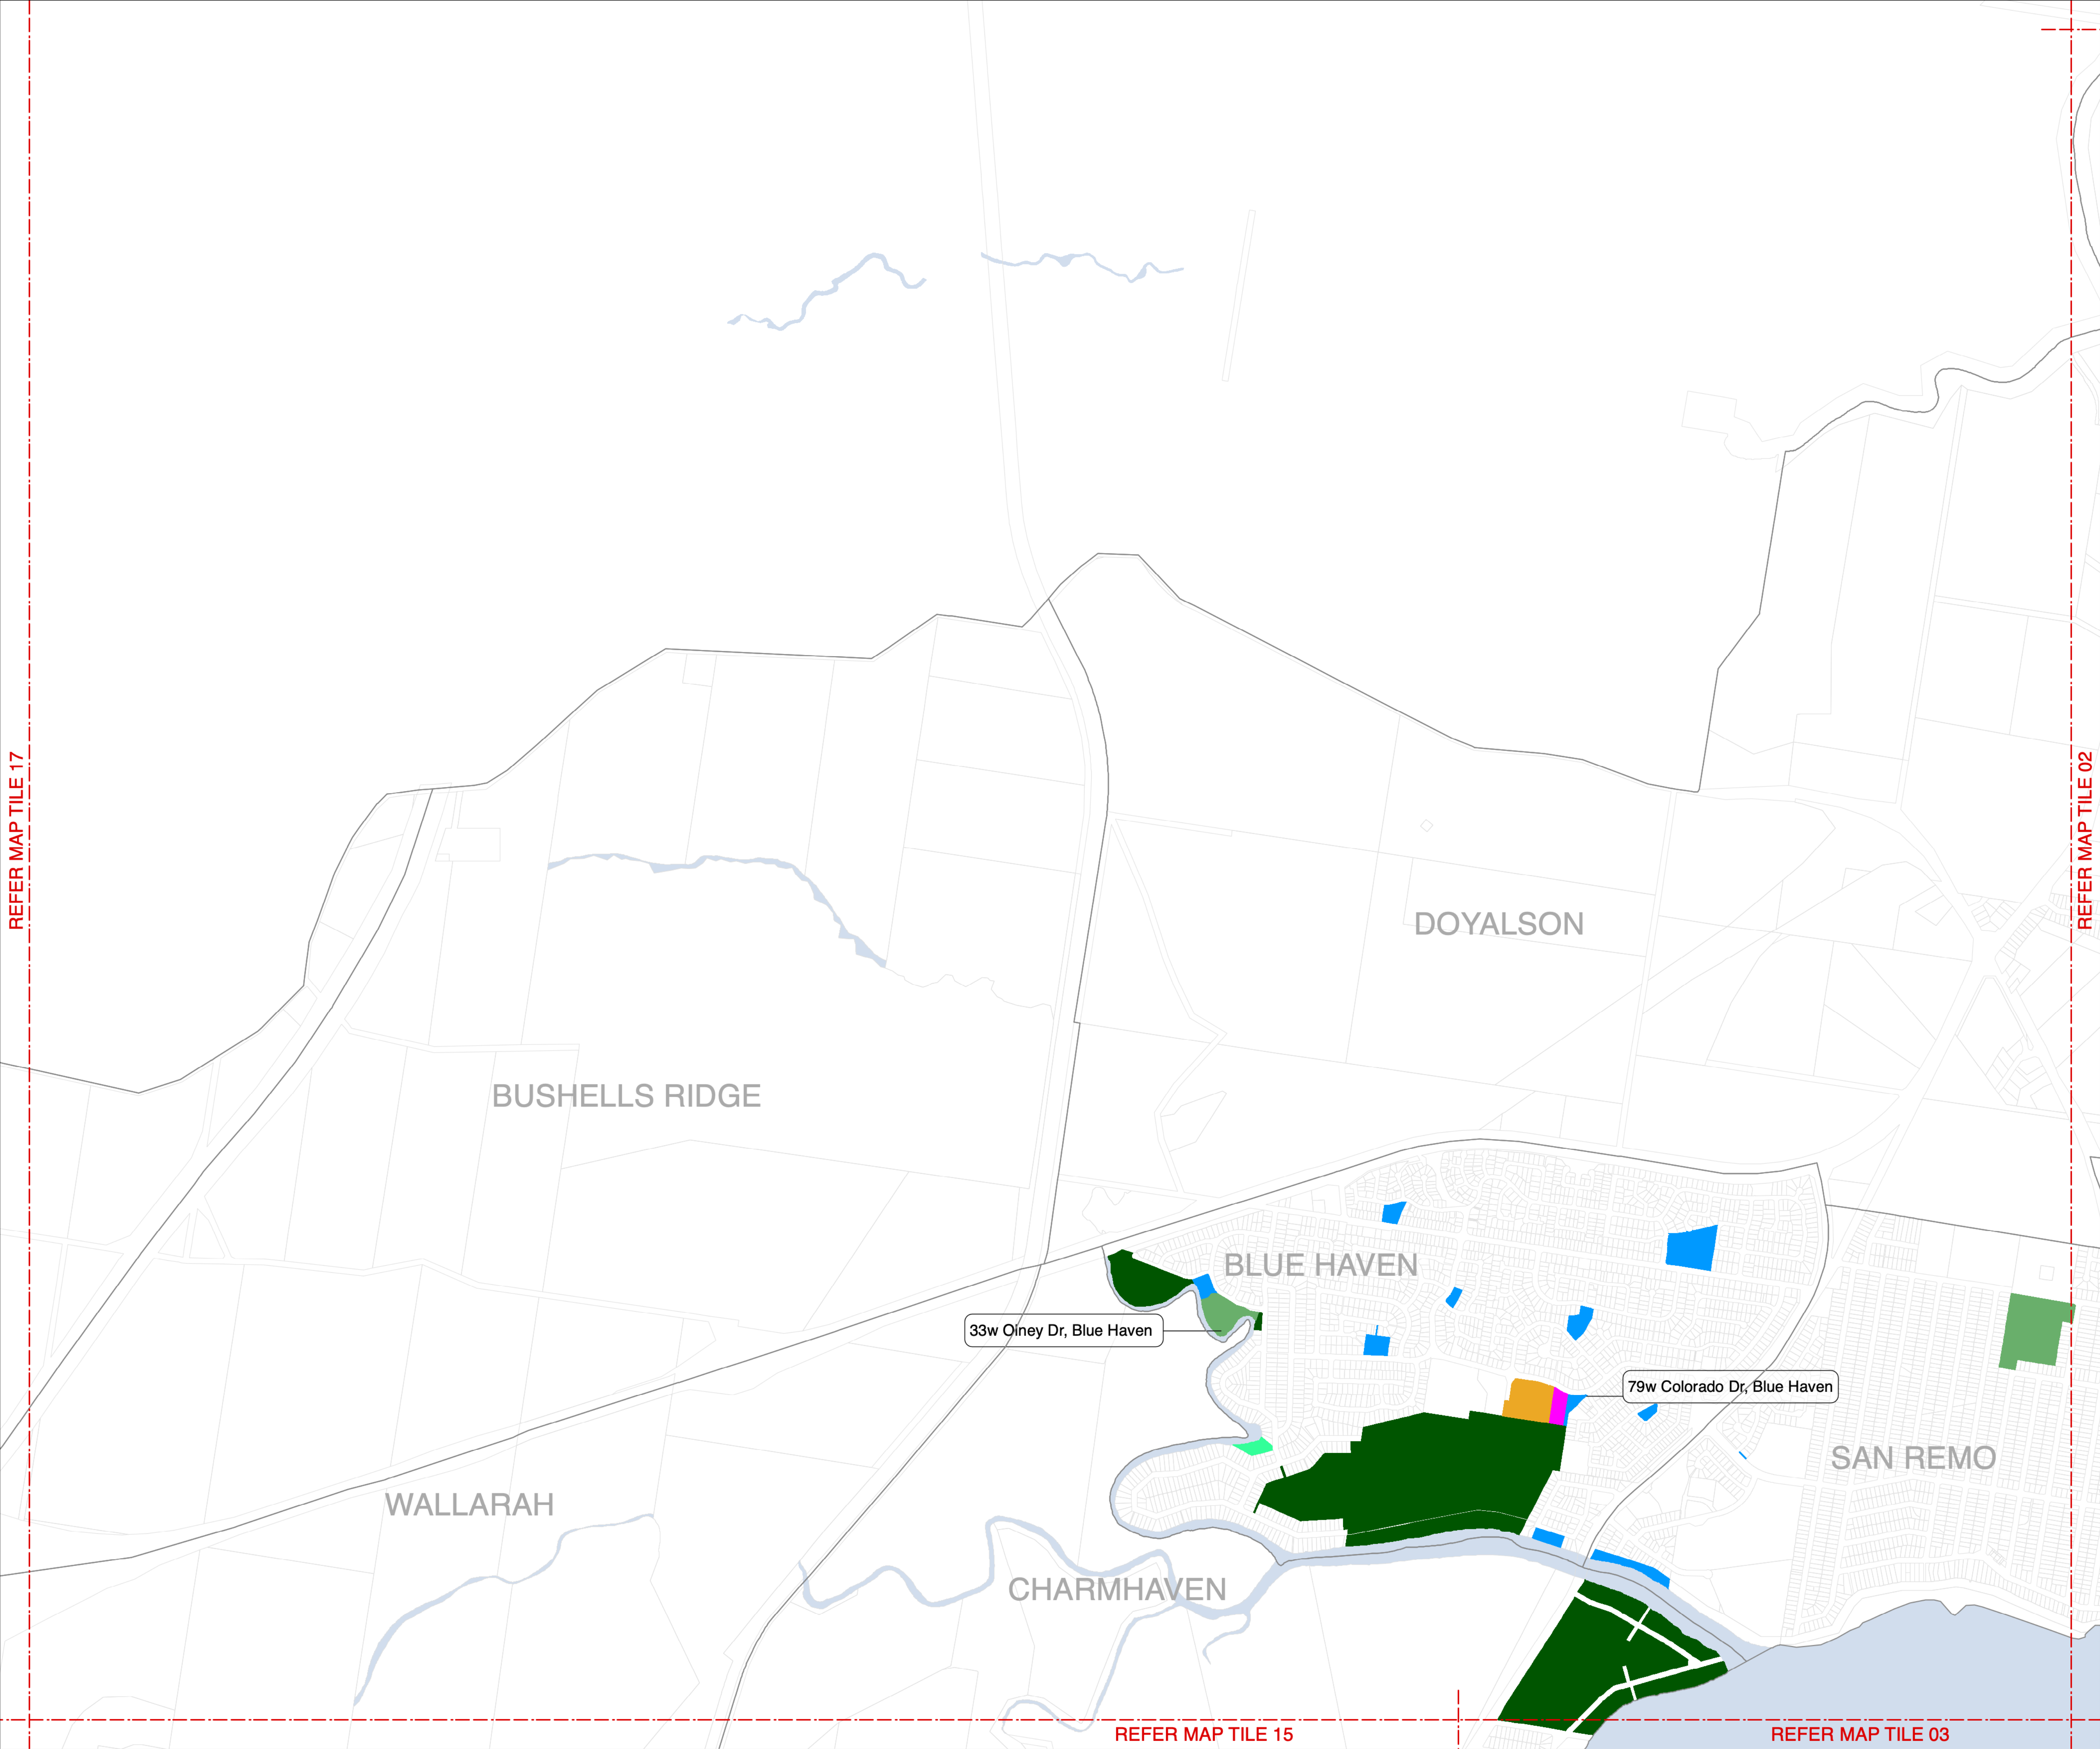 REFER MAP TILE 17
REFER MAP TILE 02
DOYALSON
BUSHELLS RIDGE
BLUE HAVEN
33w Oiney Dr, Blue Haven
79w Colorado Dr, Blue Haven
SAN REMO
WALLARAH
CHARMHAVEN
REFER MAP TILE 15
REFER MAP TILE 03